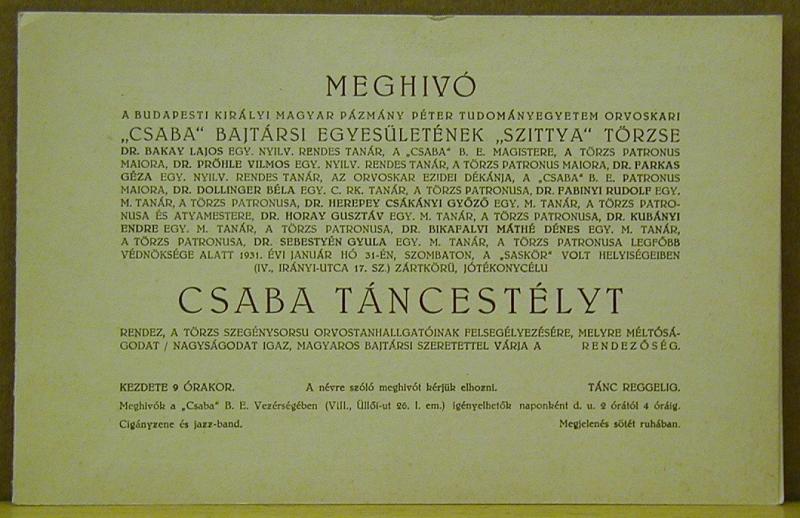 MEGHIVÓ
A BUDAPESTI KIRÁLYI MAGYAR PÁZMÁNY PÉTER TUDOMÁNYEGYETEM ORVOSKARI
„CSABA“ BAJTÁRSI EGYESÜLETÉNEK „SZITTYA“ TÖRZSE
DR. BAKAY LAJOS EGY. NYILV. RENDES TANÁR, A „CSABA“ B. E. MAGISTERE, A TÖRZS PATRONUS
MAIORA, DR. PRÖHLE VILMOS EGY. NYILV. RENDES TANÁR, A TÖRZS PATRONUS MAIORA, DR. FARKAS
GÉZA EGY. NYILV. RENDES TANÁR, AZ ORVOSKAR EZIDEI DÉKÁNJA, A „CSABA“ B. E. PATRONUS
MAIORA, DR. DOLLINGER BÉLA EGY. C. RK. TANÁR, A TÖRZS PATRONUSA, DR. FABINYI RUDOLF EGY.
M. TANÁR, A TÖRZS PATRONUSA, DR. HEREPEY CSÁKÁNYI GYŐZŐ EGY. M. TANÁR, A TÖRZS PATRO-
NUSA ÉS ATYAMESTERE, DR. HORAY GUSZTÁV EGY. M. TANÁR, A TÖRZS PATRONUSA, DR. KUBÁNYI
ENDRE EGY. M. TANÁR, A TÖRZS PATRONUSA, DR. BIKAFALVI MÁTHÉ DÉNES EGY. M. TANÁR,
A TÖRZS PATRONUSA, DR. SEBESTYÉN GYULA EGY. M. TANÁR, A TÖRZS PATRONUSA LEGFŐBB
VÉDNÖKSÉGE ALATT 1931. ÉVI JANUÁR HÓ 31-ÉN, SZOMBATON, A „SASKÖR“ VOLT HELYISÉGEIBEN
(IV., IRÁNYI-UTCA 17. SZ.) ZÁRTKÖRŰ, JÓTÉKONYCÉLU
CSABA TÁNCESTÉLYT
RENDEZ, A TÖRZS SZEGÉNYSORSU ORVOSTANHALLGATÓINAK FELSEGÉLYEZÉSÉRE, MELYRE MÉLTÓSÁ-
GODAT / NAGYSÁGODAT IGAZ, MAGYAROS BAJTÁRSI SZERETETTEL VÁRJA A RENDEZŐSÉG.
KEZDETE 9 ÓRAKOR. A névre szóló meghivót kérjük elhozni. TÁNC REGGELIG.
Meghivók a „Csaba“ B. E. Vezérségében (VIII., Üllői-ut 26. I. em.) igényelhetők naponként d. u. 2 órától 4 óráig.
Cigányzene és jazz-band. Megjelenés sötét ruhában.